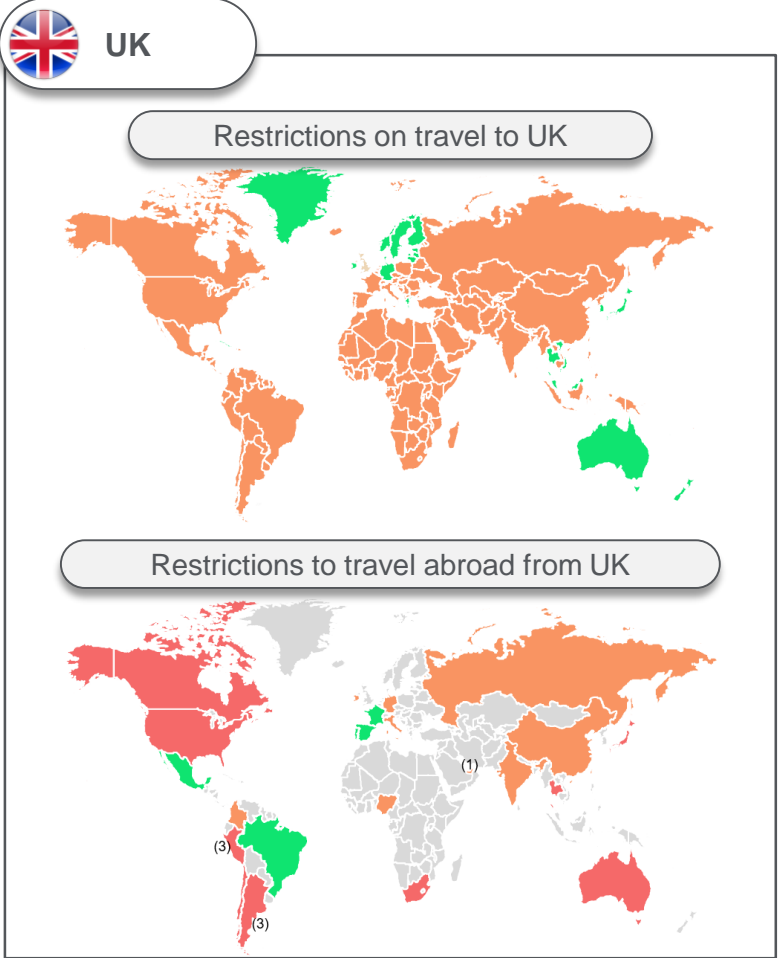 UK
Restrictions on travel to UK
Restrictions to travel abroad from UK
(1)
(3)
(3)